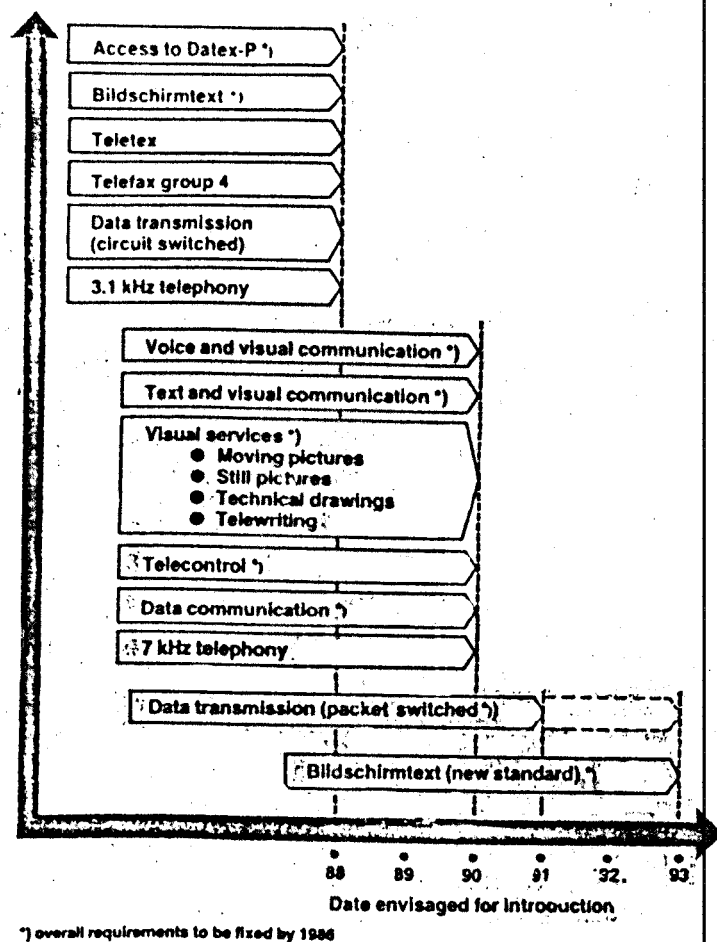 Access to Datex-P *)
Bildschirmtext *)
Teletex
Telefax group 4
Data transmission
(circuit switched)
3.1 kHz telephony
Voice and visual communication *)
Text and visual communication *)
Visual services *)
● Moving pictures
● Still pictures
● Technical drawings
● Telewriting
Telecontrol *)
Data communication *)
7 kHz telephony
Data transmission (packet switched *))
Bildschirmtext (new standard) *)
88 89 90 91 92 93
Date envisaged for introduction
*) overall requirements to be fixed by 1986